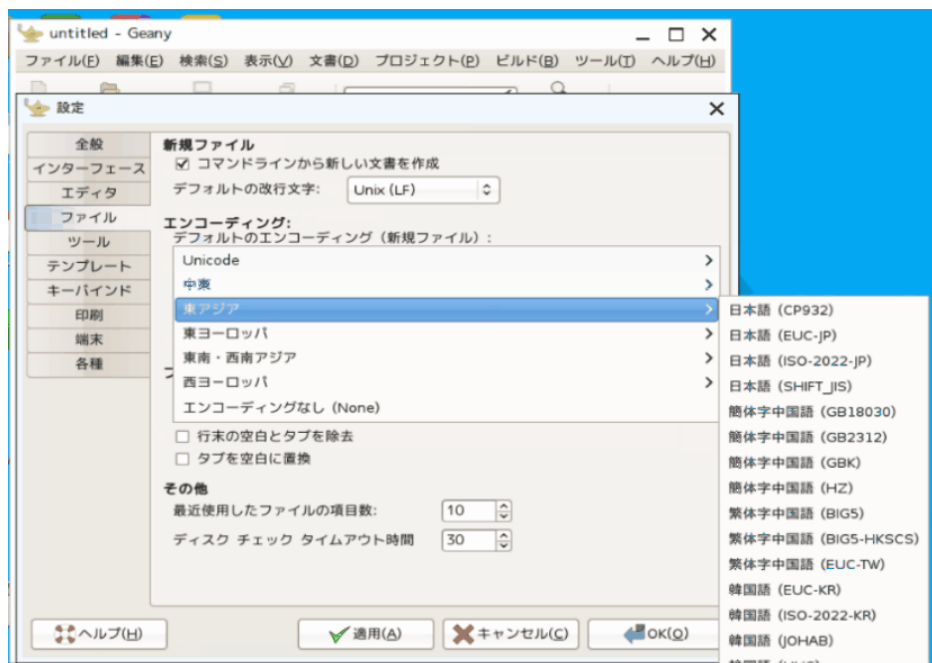 untitled - Geany
ファイル(F) 編集(E) 検索(S) 表示(V) 文書(D) プロジェクト(P) ビルド(B) ツール(T) ヘルプ(H)
設定
全般
インターフェース
エディタ
ファイル
ツール
テンプレート
キーバインド
印刷
端末
各種
新規ファイル
コマンドラインから新しい文書を作成
デフォルトの改行文字: Unix (LF)
エンコーディング:
デフォルトのエンコーディング（新規ファイル）:
Unicode
中東
東アジア
東ヨーロッパ
東南・西南アジア
西ヨーロッパ
エンコーディングなし (None)
日本語 (CP932)
日本語 (EUC-JP)
日本語 (ISO-2022-JP)
日本語 (SHIFT_JIS)
簡体字中国語 (GB18030)
簡体字中国語 (GB2312)
簡体字中国語 (GBK)
簡体字中国語 (HZ)
繁体字中国語 (BIG5)
繁体字中国語 (BIG5-HKSCS)
繁体字中国語 (EUC-TW)
韓国語 (EUC-KR)
韓国語 (ISO-2022-KR)
韓国語 (JOHAB)
行末の空白とタブを除去
タブを空白に置換
その他
最近使用したファイルの項目数: 10
ディスク チェック タイムアウト時間 30
ヘルプ(H) 適用(A) キャンセル(C) OK(O)